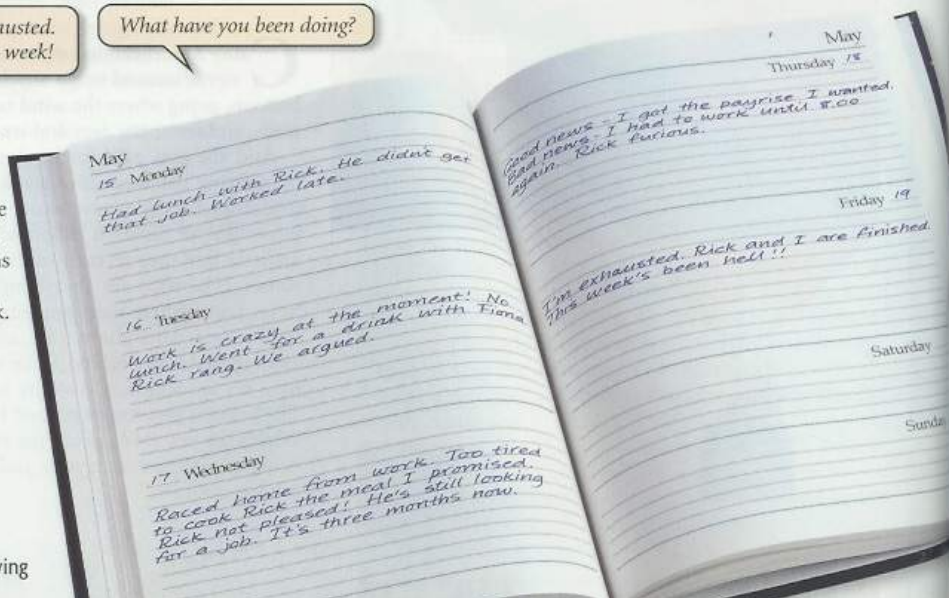 austed.
week!
What have you been doing?
May
15 Monday
Had lunch with Rick. He didn't get
that job. Worked late.
16 Tuesday
Work is crazy at the moment! No
lunch. Went for a drink with Fiona
Rick rang. We argued.
17 Wednesday
Raced home from work. Too tired
to cook Rick the meal I promised.
Rick not pleased! He's still looking
for a job. It's three months now.
May
Thursday 18
Good news - I got the payrise I wanted.
Bad news - I had to work until 8.00
again. Rick furious.
Friday 19
I'm exhausted. Rick and I are finished.
This week's been hell!!
Saturday
Sunda